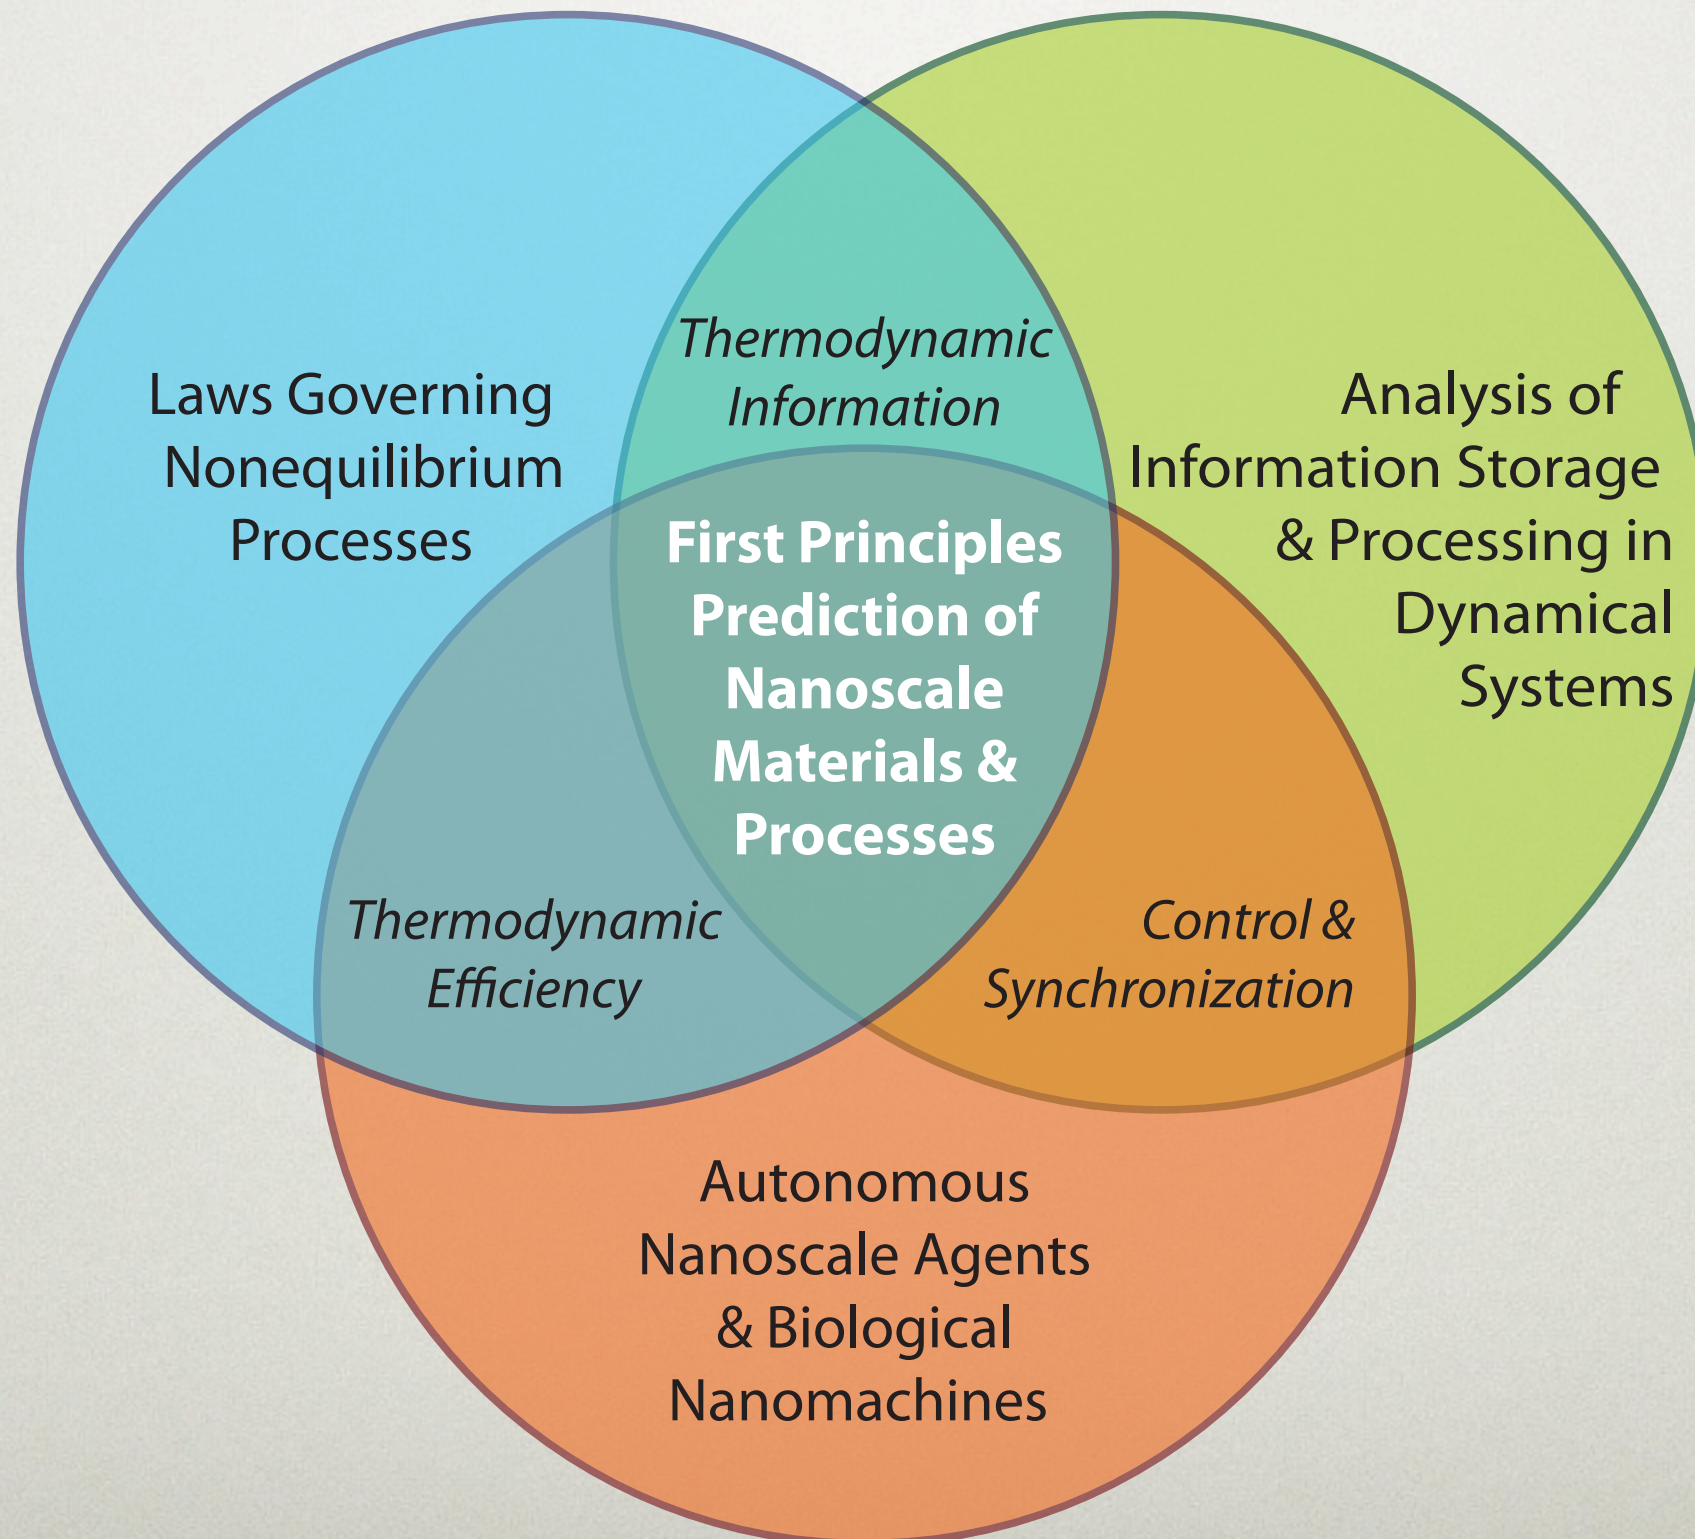 Thermodynamic
Information
Laws Governing
Nonequilibrium
Processes
Analysis of
Information Storage
& Processing in
Dynamical
Systems
First Principles
Prediction of
Nanoscale
Materials &
Processes
Thermodynamic
Efficiency
Control &
Synchronization
Autonomous
Nanoscale Agents
& Biological
Nanomachines